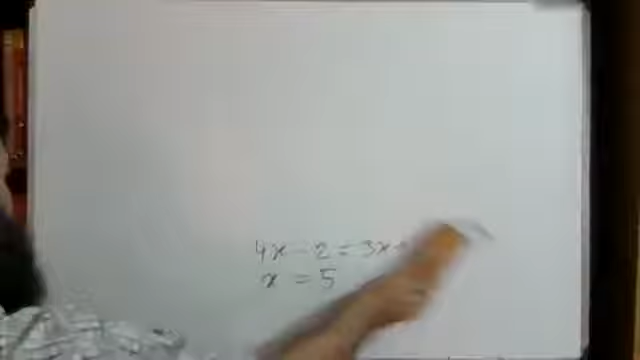 4x - 2 = 3x +
x = 5